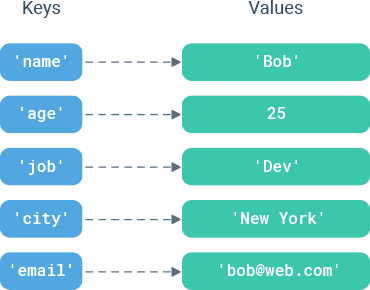 Keys Values
'name' 'Bob'
'age' 25
'job' 'Dev'
'city' 'New York'
'email' 'bob@web.com'